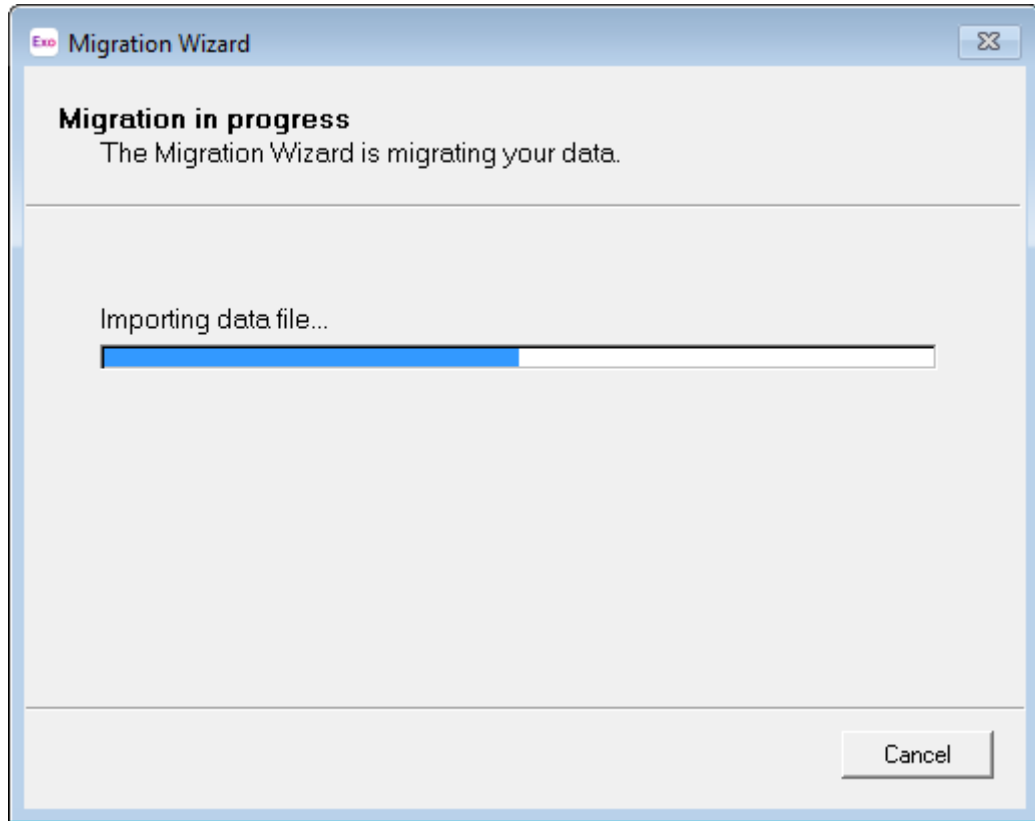 Exo Migration Wizard
Migration in progress
The Migration Wizard is migrating your data.
Importing data file...
Cancel